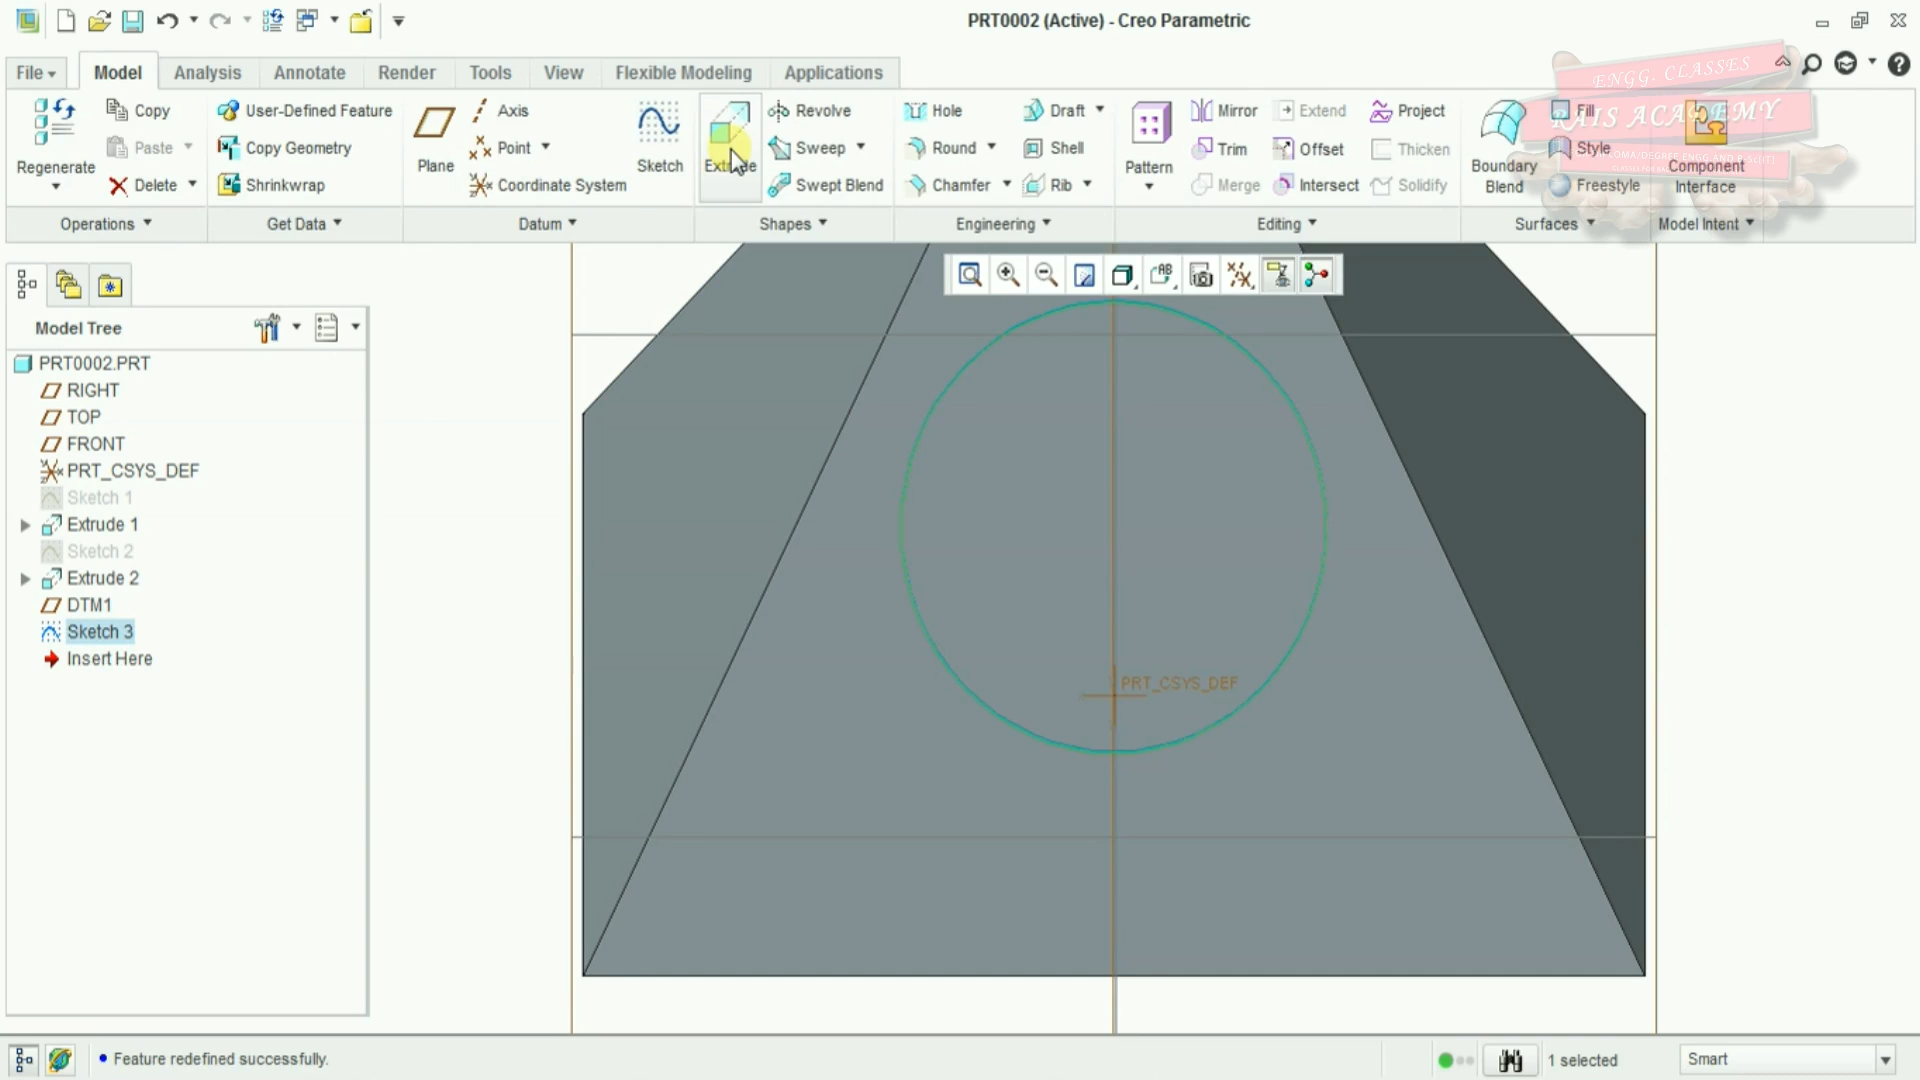 PRT0002 (Active) - Creo Parametric
File Model Analysis Annotate Render Tools View Flexible Modeling Applications
Regenerate
Copy
Paste
Delete
User-Defined Feature
Copy Geometry
Shrinkwrap
Plane
Axis
Point
Coordinate System
Sketch
Extrude
Revolve
Sweep
Swept Blend
Hole
Round
Chamfer
Draft
Shell
Rib
Pattern
Mirror
Trim
Merge
Extend
Offset
Intersect
Project
Thicken
Solidify
Boundary
Blend
Fill
Style
Freestyle
Component
Interface
ENGG. CLASSES
RAIS ACADEMY
Operations Get Data Datum Shapes Engineering Editing Surfaces Model Intent
Model Tree
PRT0002.PRT
RIGHT
TOP
FRONT
PRT_CSYS_DEF
Sketch 1
Extrude 1
Sketch 2
Extrude 2
DTM1
Sketch 3
Insert Here
PRT_CSYS_DEF
Feature redefined successfully.
1 selected
Smart